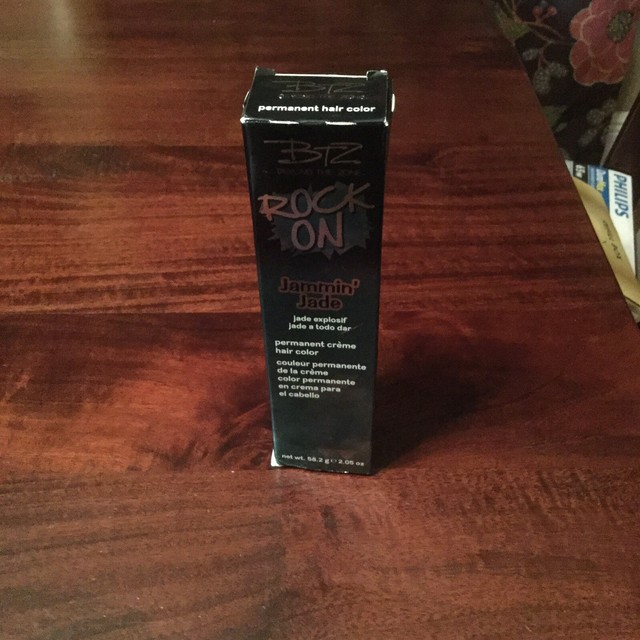 BTZ
permanent hair color
BTZ
ROCK
ON
Jammin'
Jade
jade explosif
jade a todo dar
permanent crème
hair color
couleur permanente
de la crème
color permanente
en crema para
el cabello
net wt. 58.2 g 2.05 oz
PHILIPS